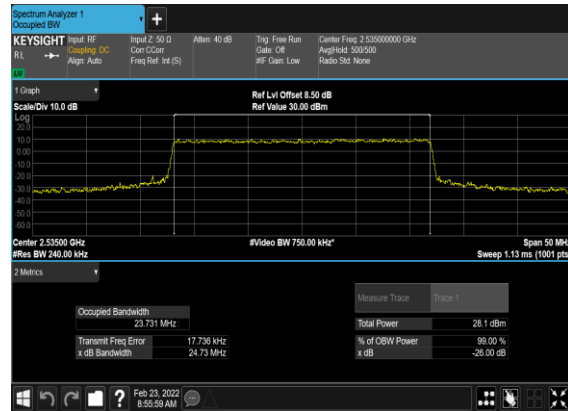 Spectrum Analyzer 1
Occupied BW
KEYSIGHT Input: RF Input Z: 50 Ω Atten: 40 dB Trig: Free Run Center Freq: 2.535000000 GHz
RL Coupling: DC Corr CCorr Gate: Off Avg|Hold: 500/500
Align: Auto Freq Ref: Int (S) #IF Gain: Low Radio Std: None
LXI
1 Graph
Ref Lvl Offset 8.50 dB
Scale/Div 10.0 dB Ref Value 30.00 dBm
Log
20.0
10.0
0.00
-10.0
-20.0
-30.0
-40.0
-50.0
-60.0
Center 2.53500 GHz #Video BW 750.00 kHz* Span 50 MHz
#Res BW 240.00 kHz Sweep 1.13 ms (1001 pts
2 Metrics
Measure Trace Trace 1
Occupied Bandwidth
23.731 MHz Total Power 28.1 dBm
Transmit Freq Error 17.736 kHz % of OBW Power 99.00 %
x dB Bandwidth 24.73 MHz x dB -26.00 dB
? Feb 23, 2022
8:55:59 AM